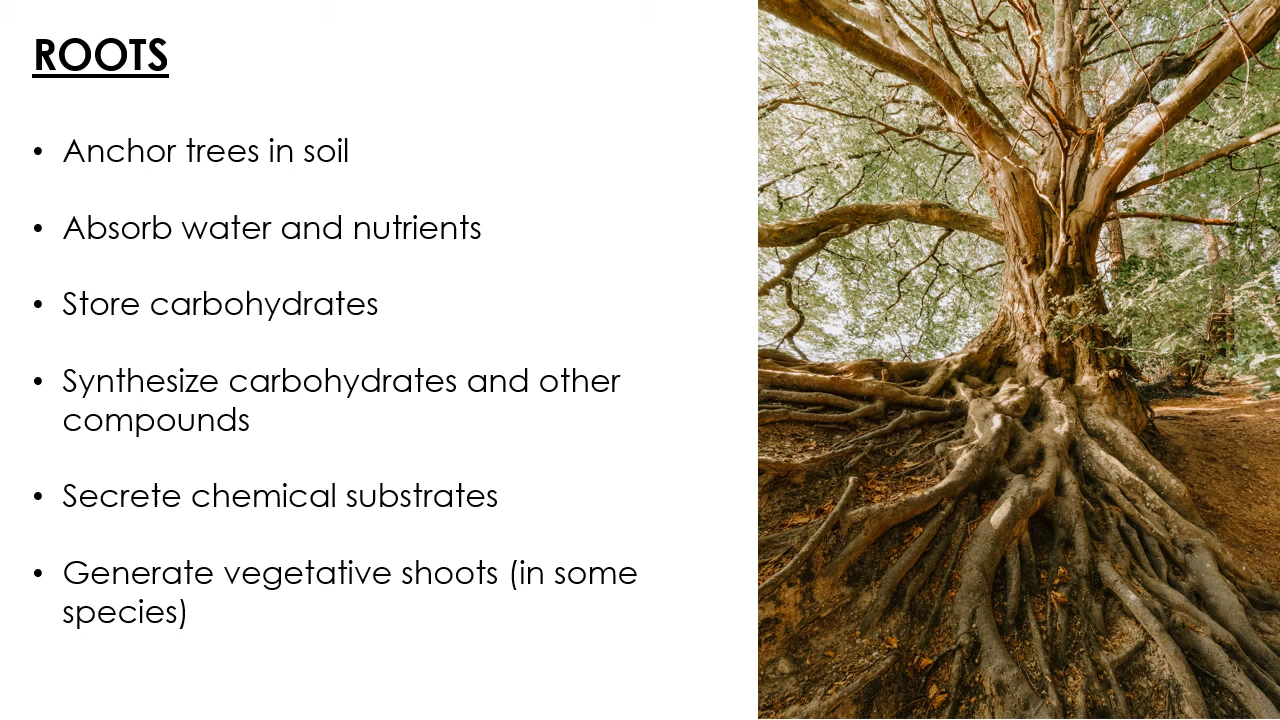 ROOTS
• Anchor trees in soil
• Absorb water and nutrients
• Store carbohydrates
• Synthesize carbohydrates and other
compounds
• Secrete chemical substrates
• Generate vegetative shoots (in some
species)